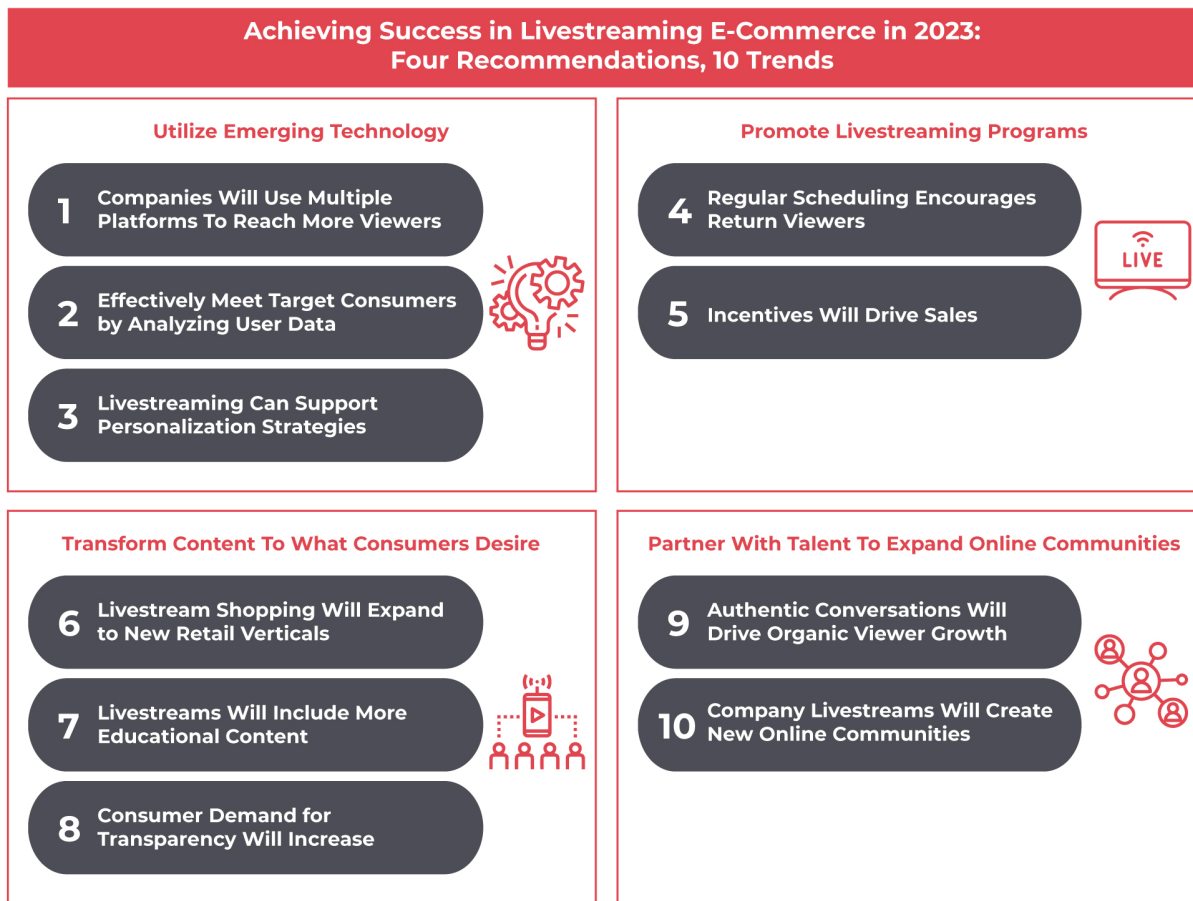 Achieving Success in Livestreaming E-Commerce in 2023:
Four Recommendations, 10 Trends
Utilize Emerging Technology
1
Companies Will Use Multiple
Platforms To Reach More Viewers
2
Effectively Meet Target Consumers
by Analyzing User Data
3
Livestreaming Can Support
Personalization Strategies
Promote Livestreaming Programs
4
Regular Scheduling Encourages
Return Viewers
5
Incentives Will Drive Sales
LIVE
Transform Content To What Consumers Desire
6
Livestream Shopping Will Expand
to New Retail Verticals
7
Livestreams Will Include More
Educational Content
8
Consumer Demand for
Transparency Will Increase
Partner With Talent To Expand Online Communities
9
Authentic Conversations Will
Drive Organic Viewer Growth
10
Company Livestreams Will Create
New Online Communities